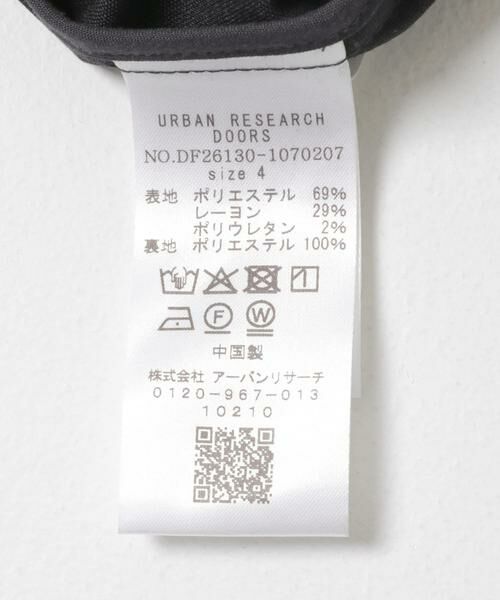 URBAN RESEARCH
DOORS
NO.DF26130-1070207
size 4
表地 ポリエステル 69%
レーヨン 29%
ポリウレタン 2%
裏地 ポリエステル 100%
F W
中国製
株式会社 アーバンリサーチ
0120-967-013
10210